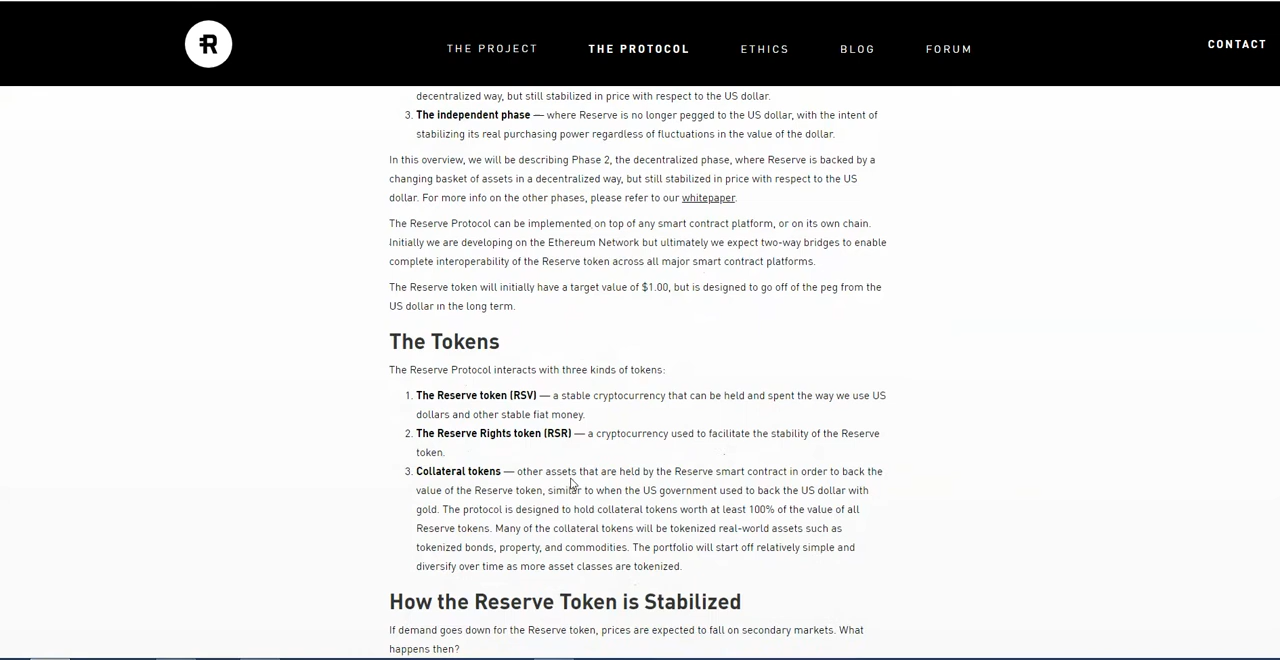 THE PROJECT THE PROTOCOL ETHICS BLOG FORUM CONTACT
decentralized way, but still stabilized in price with respect to the US dollar.
3. The independent phase — where Reserve is no longer pegged to the US dollar, with the intent of
stabilizing its real purchasing power regardless of fluctuations in the value of the dollar.
In this overview, we will be describing Phase 2, the decentralized phase, where Reserve is backed by a
changing basket of assets in a decentralized way, but still stabilized in price with respect to the US
dollar. For more info on the other phases, please refer to our whitepaper.
The Reserve Protocol can be implemented on top of any smart contract platform, or on its own chain.
Initially we are developing on the Ethereum Network but ultimately we expect two-way bridges to enable
complete interoperability of the Reserve token across all major smart contract platforms.
The Reserve token will initially have a target value of $1.00, but is designed to go off of the peg from the
US dollar in the long term.
The Tokens
The Reserve Protocol interacts with three kinds of tokens:
1. The Reserve token (RSV) — a stable cryptocurrency that can be held and spent the way we use US
dollars and other stable fiat money.
2. The Reserve Rights token (RSR) — a cryptocurrency used to facilitate the stability of the Reserve
token.
3. Collateral tokens — other assets that are held by the Reserve smart contract in order to back the
value of the Reserve token, similar to when the US government used to back the US dollar with
gold. The protocol is designed to hold collateral tokens worth at least 100% of the value of all
Reserve tokens. Many of the collateral tokens will be tokenized real-world assets such as
tokenized bonds, property, and commodities. The portfolio will start off relatively simple and
diversify over time as more asset classes are tokenized.
How the Reserve Token is Stabilized
If demand goes down for the Reserve token, prices are expected to fall on secondary markets. What
happens then?